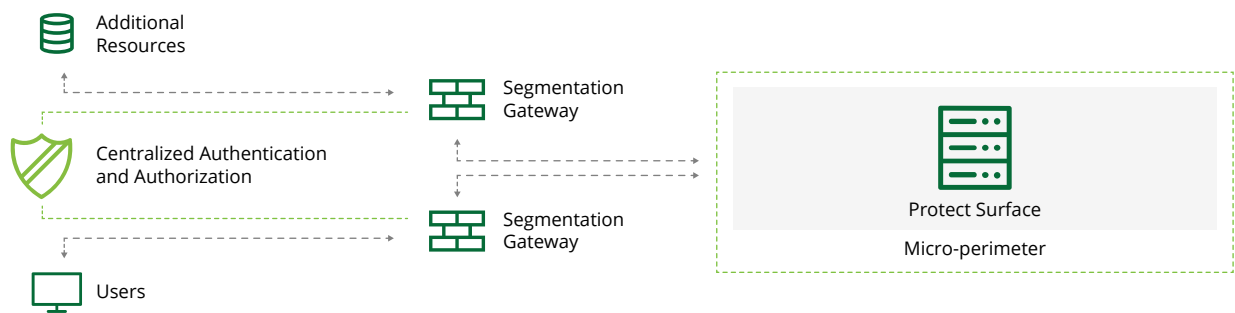 Additional
Resources
Segmentation
Gateway
Centralized Authentication
and Authorization
Segmentation
Gateway
Users
Protect Surface
Micro-perimeter